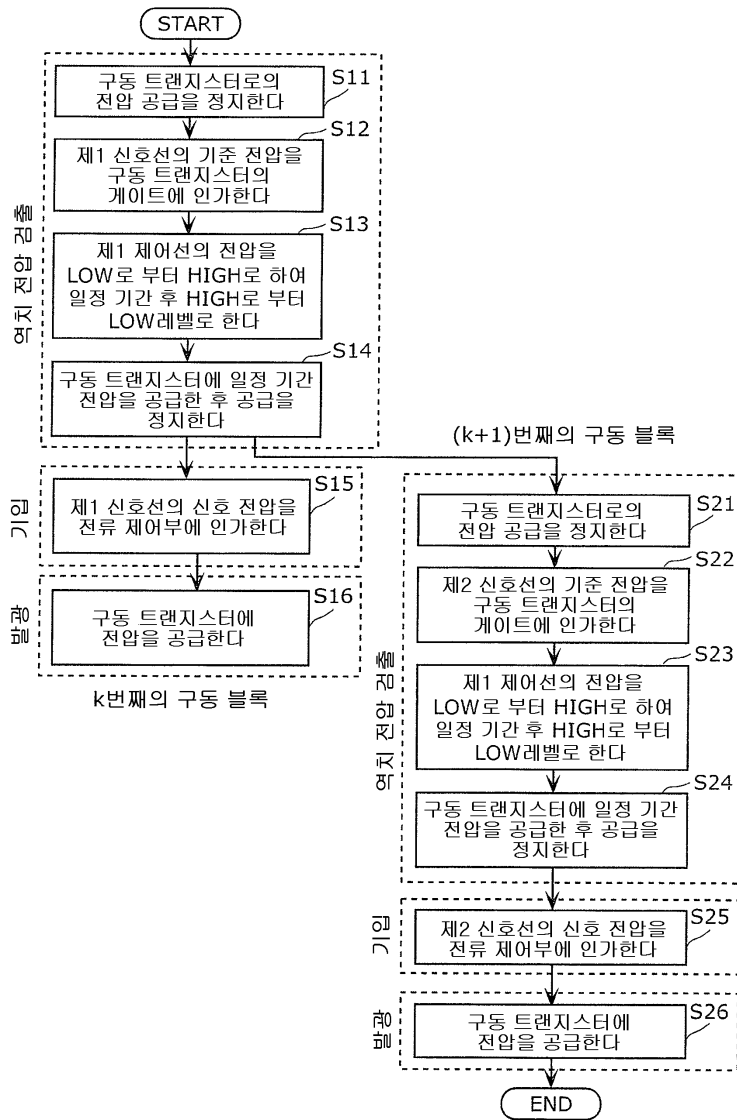 START
S11
구동 트랜지스터로의
전압 공급을 정지한다
S12
제1 신호선의 기준 전압을
구동 트랜지스터의
게이트에 인가한다
S13
제1 제어선의 전압을
LOW로 부터 HIGH로 하여
일정 기간 후 HIGH로 부터
LOW레벨로 한다
S14
구동 트랜지스터에 일정 기간
전압을 공급한 후 공급을
정지한다
역치 전압 검출
S15
제1 신호선의 신호 전압을
전류 제어부에 인가한다
기입
S16
구동 트랜지스터에
전압을 공급한다
발광
k번째의 구동 블록
(k+1)번째의 구동 블록
S21
구동 트랜지스터로의
전압 공급을 정지한다
S22
제2 신호선의 기준 전압을
구동 트랜지스터의
게이트에 인가한다
S23
제1 제어선의 전압을
LOW로 부터 HIGH로 하여
일정 기간 후 HIGH로 부터
LOW레벨로 한다
S24
구동 트랜지스터에 일정 기간
전압을 공급한 후 공급을
정지한다
역치 전압 검출
S25
제2 신호선의 신호 전압을
전류 제어부에 인가한다
기입
S26
구동 트랜지스터에
전압을 공급한다
발광
END